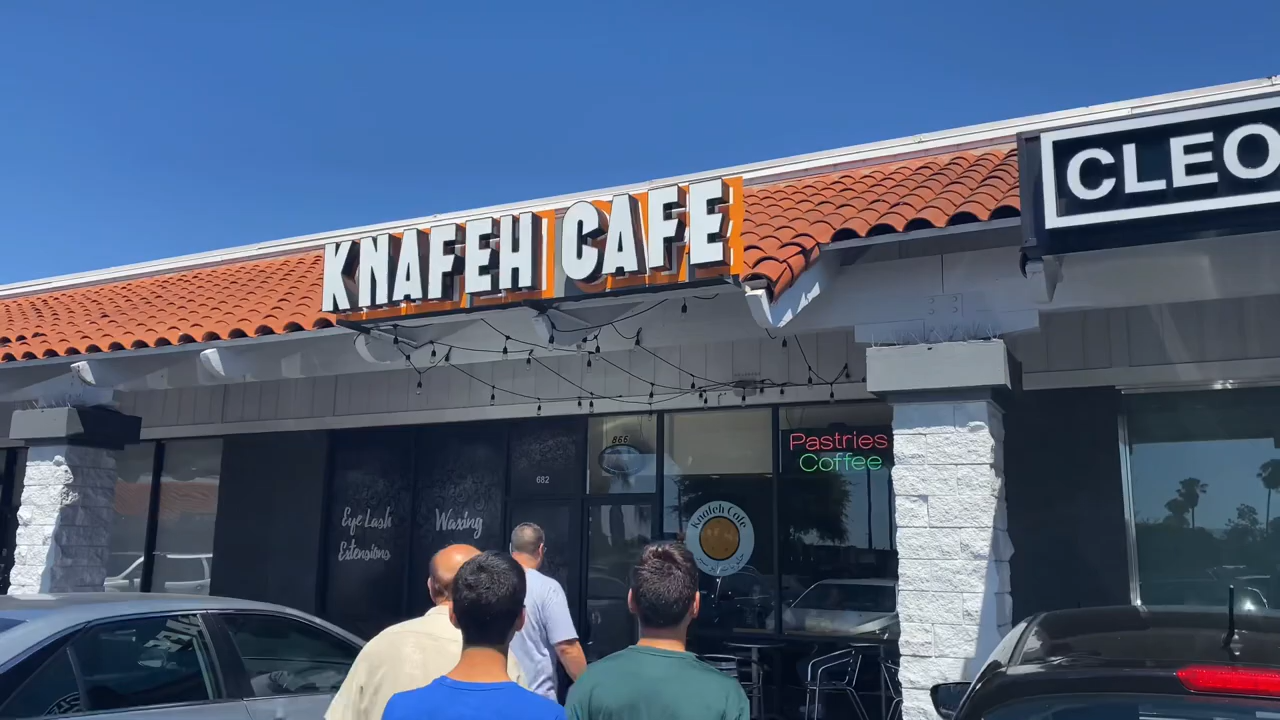 KNAFEH CAFE
CLEO
866
682
Pastries
Coffee
Eye Lash
Extensions
Waxing
Knafeh Cafe